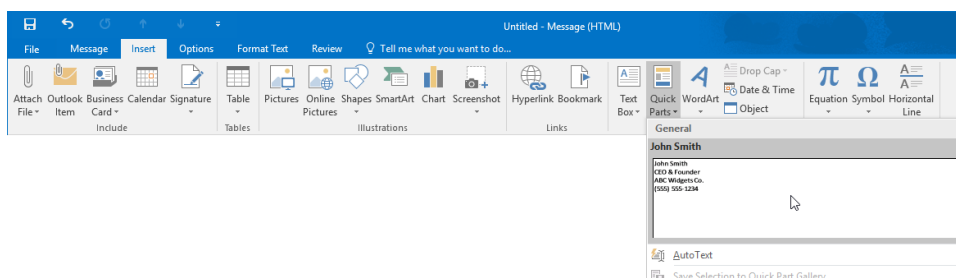 Untitled - Message (HTML)
File Message Insert Options Format Text Review Tell me what you want to do...
Attach File Outlook Item Business Card Calendar Signature Table Pictures Online Pictures Shapes SmartArt Chart Screenshot Hyperlink Bookmark Text Box Quick Parts WordArt Drop Cap Date & Time Object Equation Symbol Horizontal Line
Include Tables Illustrations Links
General
John Smith
John Smith
CEO & Founder
ABC Widgets Co.
(555) 555-1234
AutoText
Save Selection to Quick Part Gallery